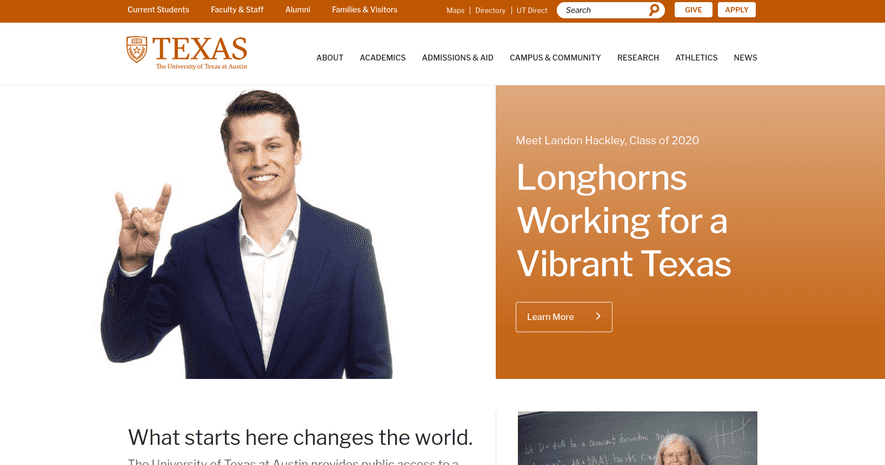 Current Students Faculty & Staff Alumni Families & Visitors Maps Directory UT Direct Search GIVE APPLY
TEXAS
The University of Texas at Austin
ABOUT ACADEMICS ADMISSIONS & AID CAMPUS & COMMUNITY RESEARCH ATHLETICS NEWS
Meet Landon Hackley, Class of 2020
Longhorns
Working for a
Vibrant Texas
Learn More
What starts here changes the world.
The University of Texas at Austin provides public access to a